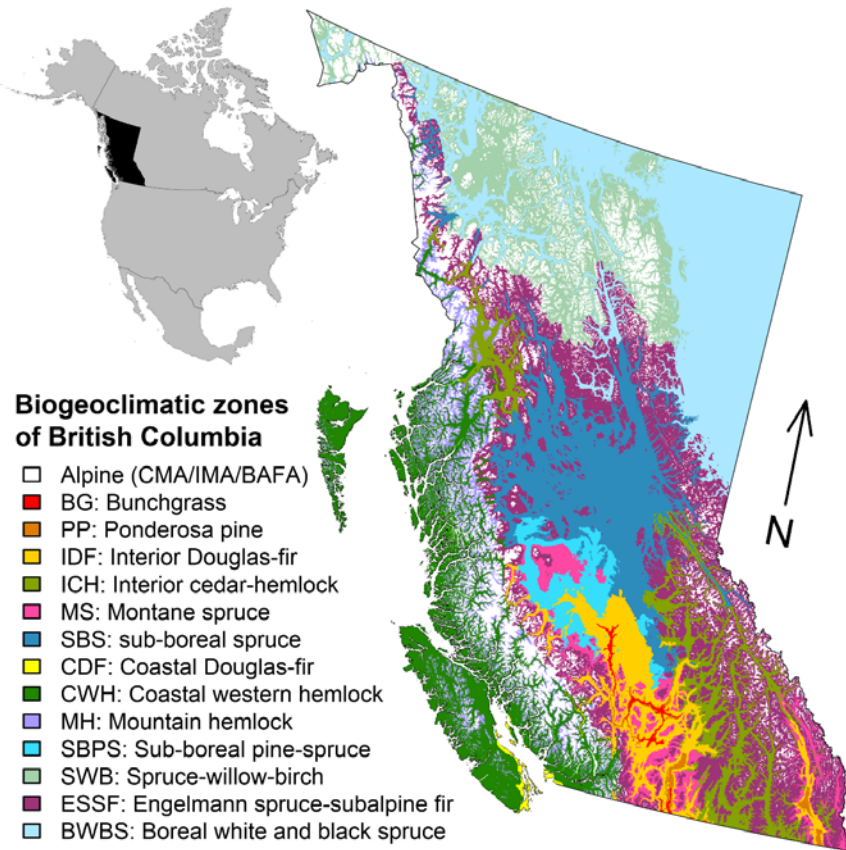 Biogeoclimatic zones
of British Columbia
Alpine (CMA/IMA/BAFA)
BG: Bunchgrass
PP: Ponderosa pine
IDF: Interior Douglas-fir
ICH: Interior cedar-hemlock
MS: Montane spruce
SBS: sub-boreal spruce
CDF: Coastal Douglas-fir
CWH: Coastal western hemlock
MH: Mountain hemlock
SBPS: Sub-boreal pine-spruce
SWB: Spruce-willow-birch
ESSF: Engelmann spruce-subalpine fir
BWBS: Boreal white and black spruce
N